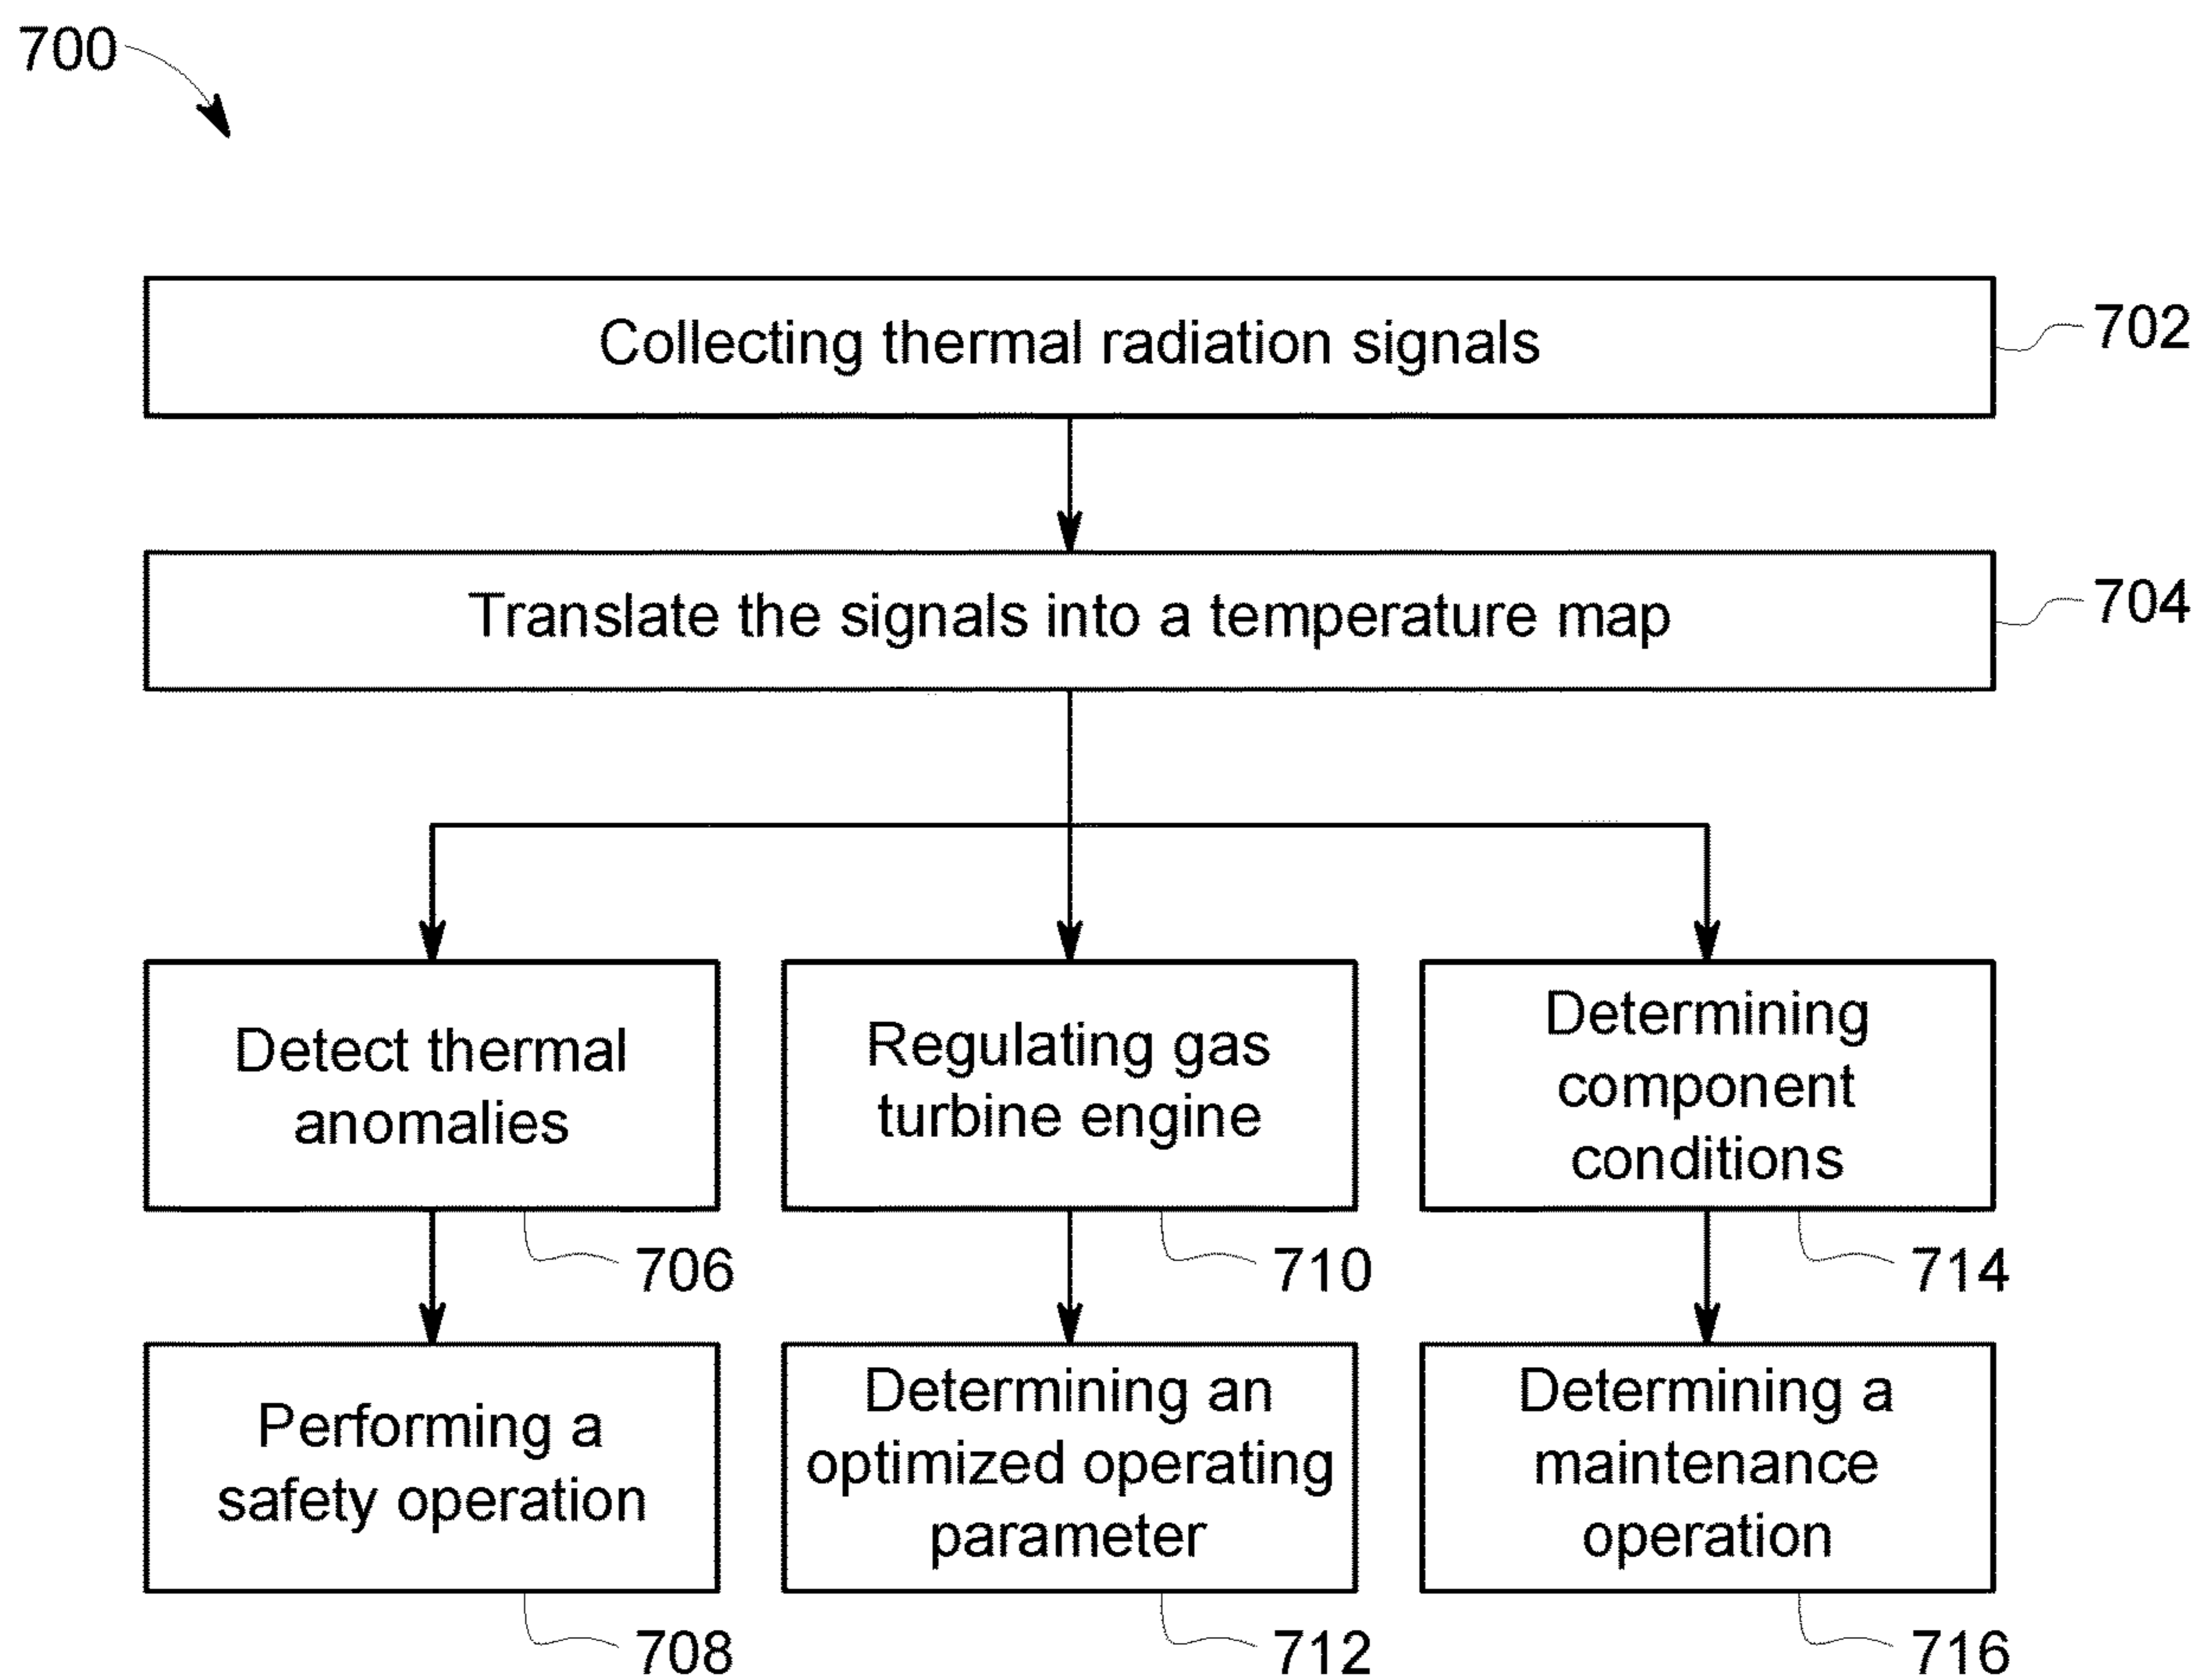 700
Collecting thermal radiation signals
702
Translate the signals into a temperature map
704
Detect thermal
anomalies
706
Regulating gas
turbine engine
710
Determining
component
conditions
714
Performing a
safety operation
708
Determining an
optimized operating
parameter
712
Determining a
maintenance
operation
716